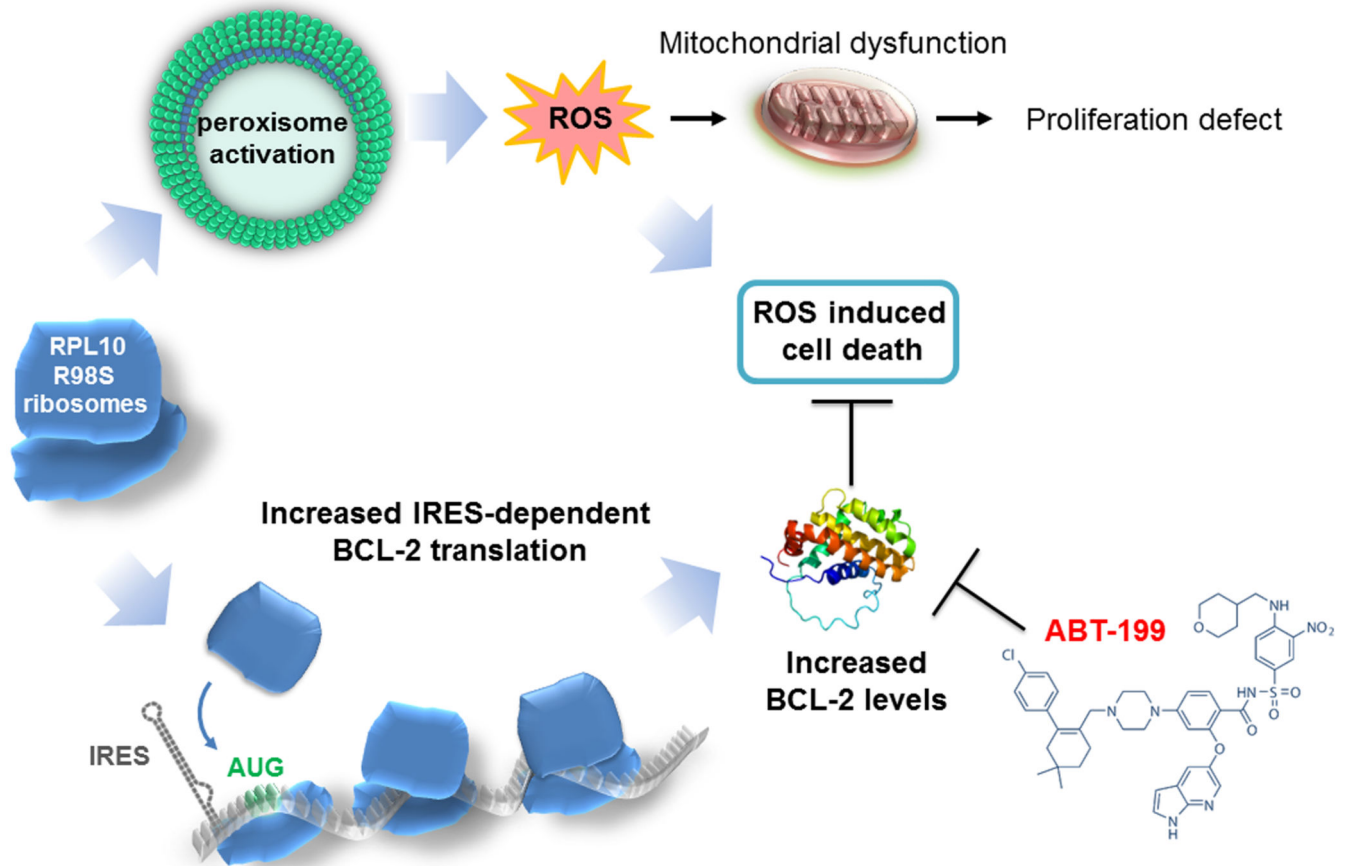 peroxisome
activation
ROS
Mitochondrial dysfunction
Proliferation defect
ROS induced
cell death
RPL10
R98S
ribosomes
Increased IRES-dependent
BCL-2 translation
IRES
AUG
Increased
BCL-2 levels
ABT-199
O
NH
NO2
Cl
HN
S
O
O
N
N
O
O
N
N
H